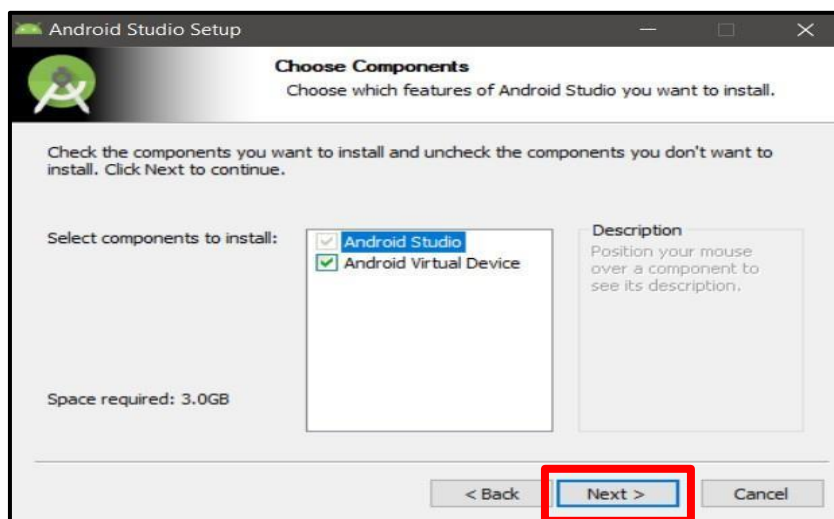 Android Studio Setup
Choose Components
Choose which features of Android Studio you want to install.
Check the components you want to install and uncheck the components you don't want to
install. Click Next to continue.
Select components to install:
Android Studio
Android Virtual Device
Description
Position your mouse
over a component to
see its description.
Space required: 3.0GB
< Back
Next >
Cancel